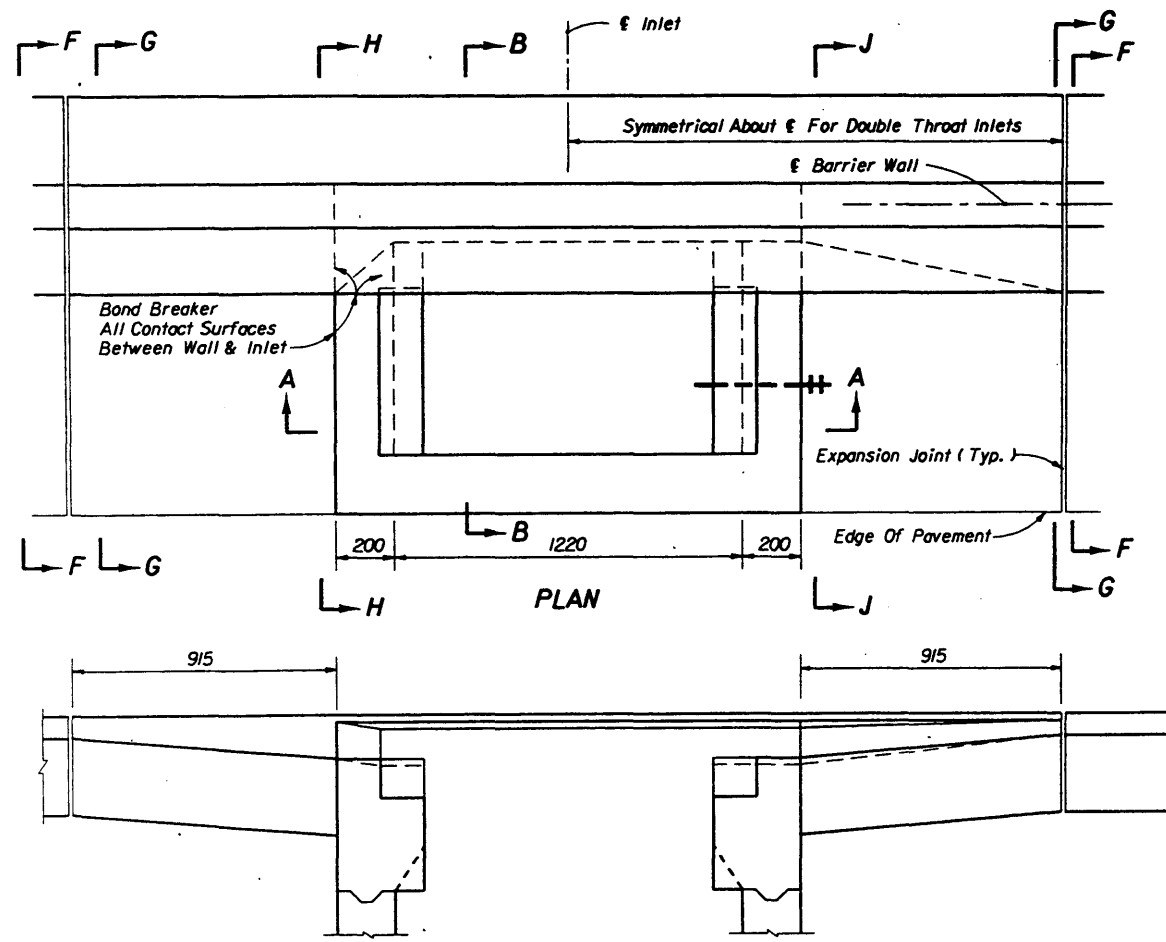 F
G
H
B
℄ Inlet
J
G
F
Symmetrical About ℄ For Double Throat Inlets
℄ Barrier Wall
Bond Breaker
All Contact Surfaces
Between Wall & Inlet
A
A
Expansion Joint ( Typ. )
B
Edge Of Pavement
200
1220
200
F
G
F
G
H
PLAN
J
915
915